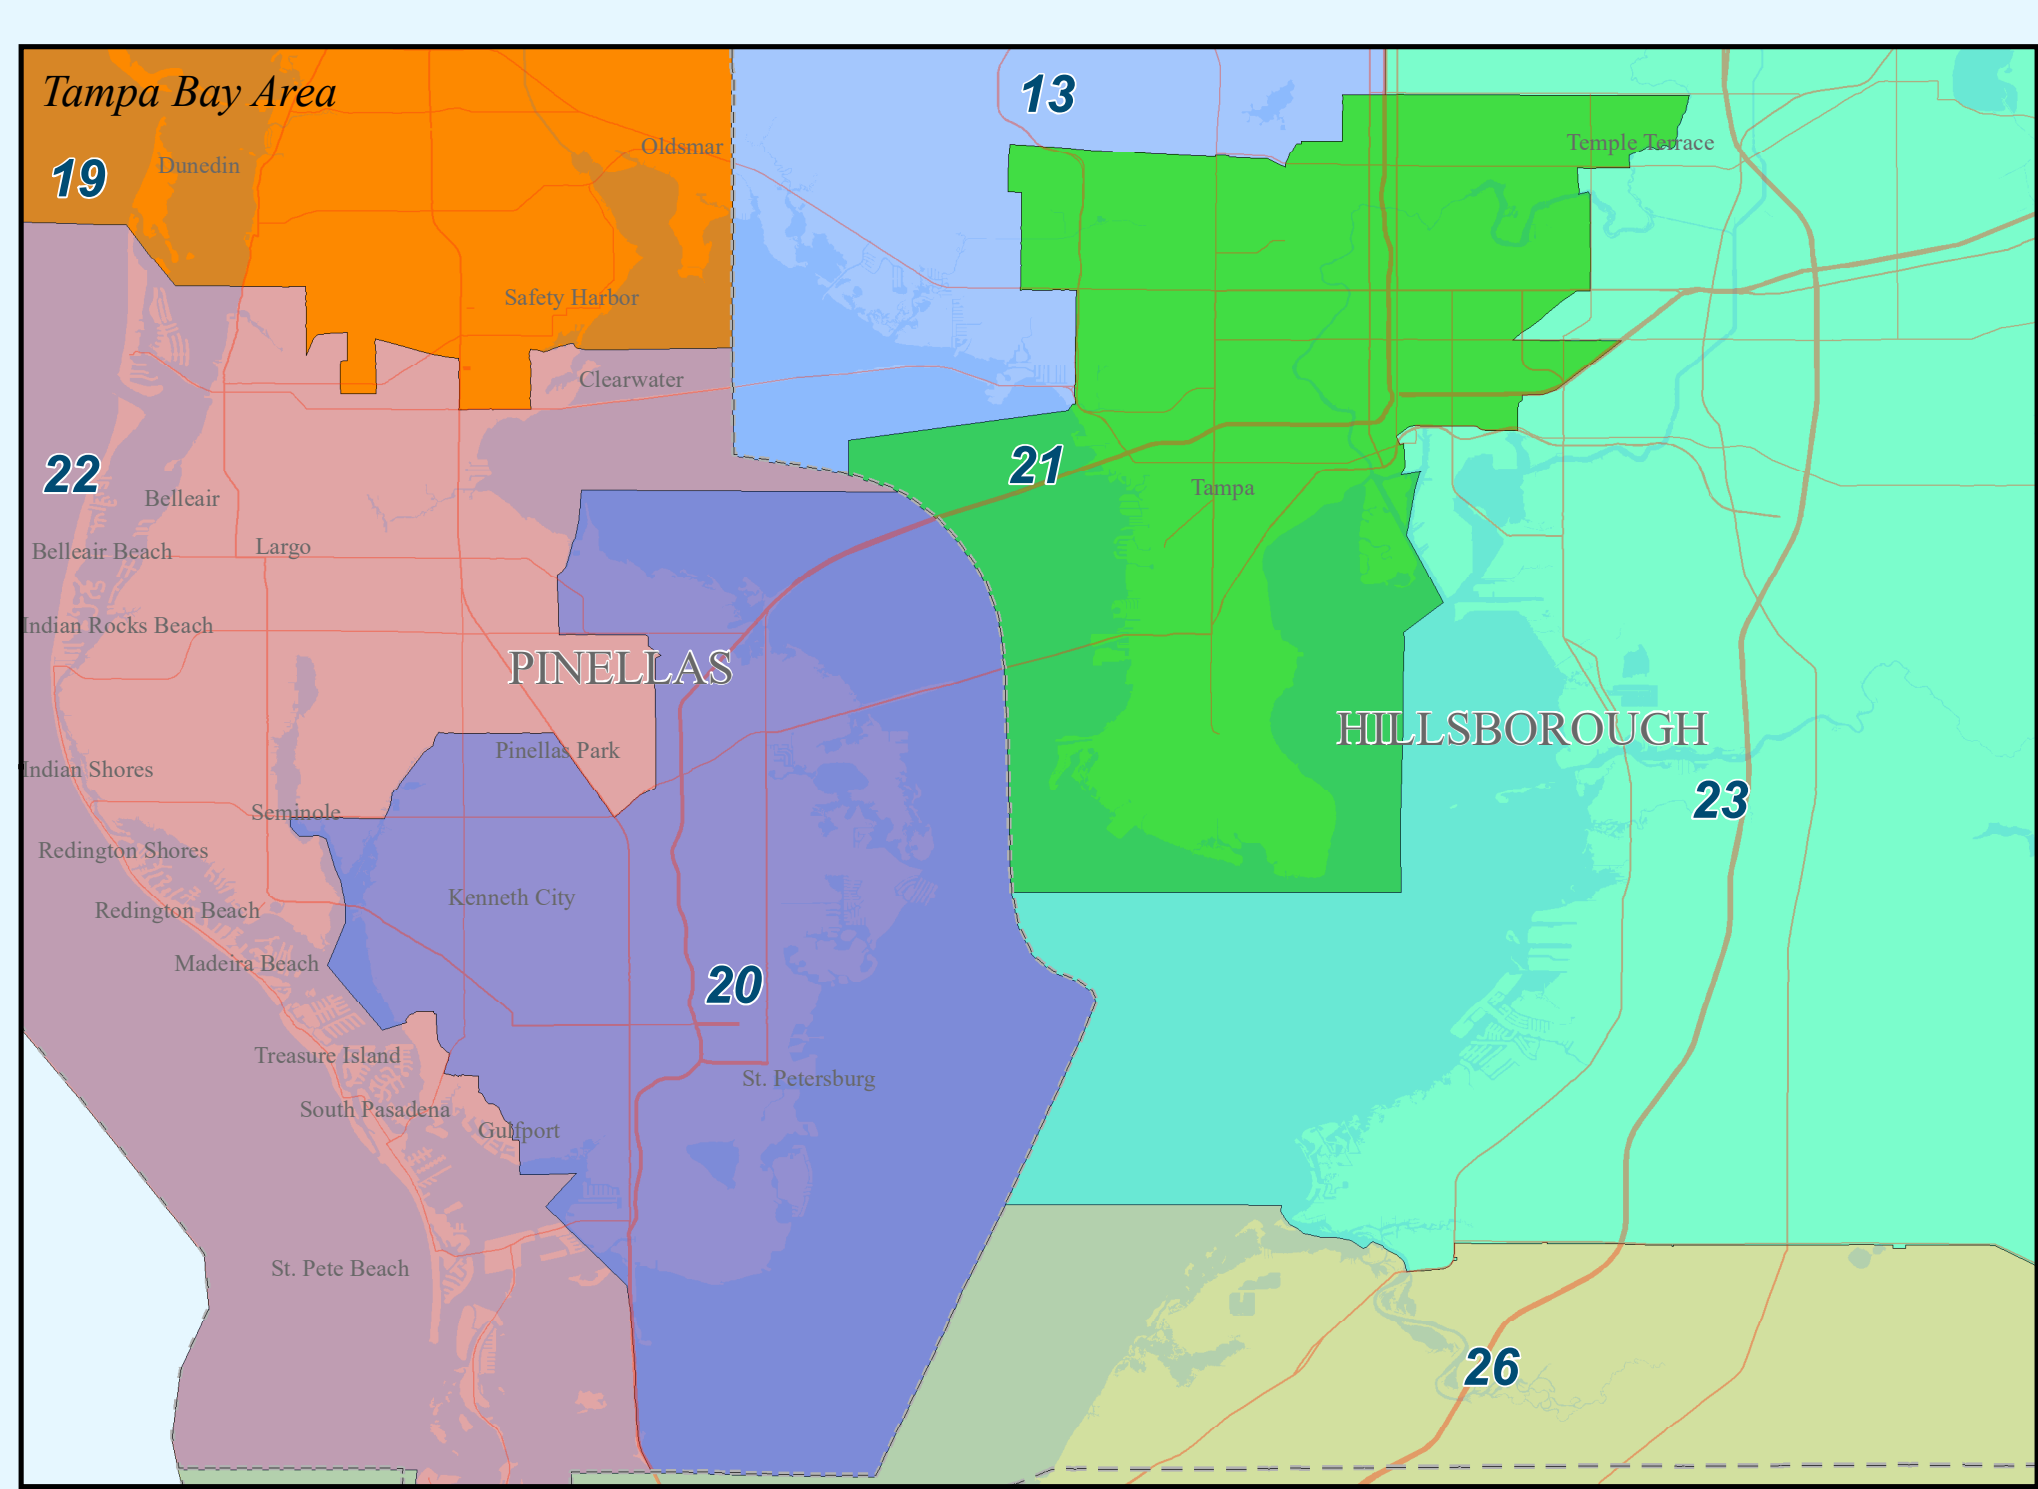 Tampa Bay Area
13
Oldsmar
Temple Terrace
Dunedin
19
Safety Harbor
Clearwater
21
22
Tampa
Belleair
Largo
Belleair Beach
Indian Rocks Beach
PINELLAS
HILLSBOROUGH
Pinellas Park
Indian Shores
23
Seminole
Redington Shores
Kenneth City
Redington Beach
Madeira Beach
20
Treasure Island
St. Petersburg
South Pasadena
Gulfport
St. Pete Beach
26